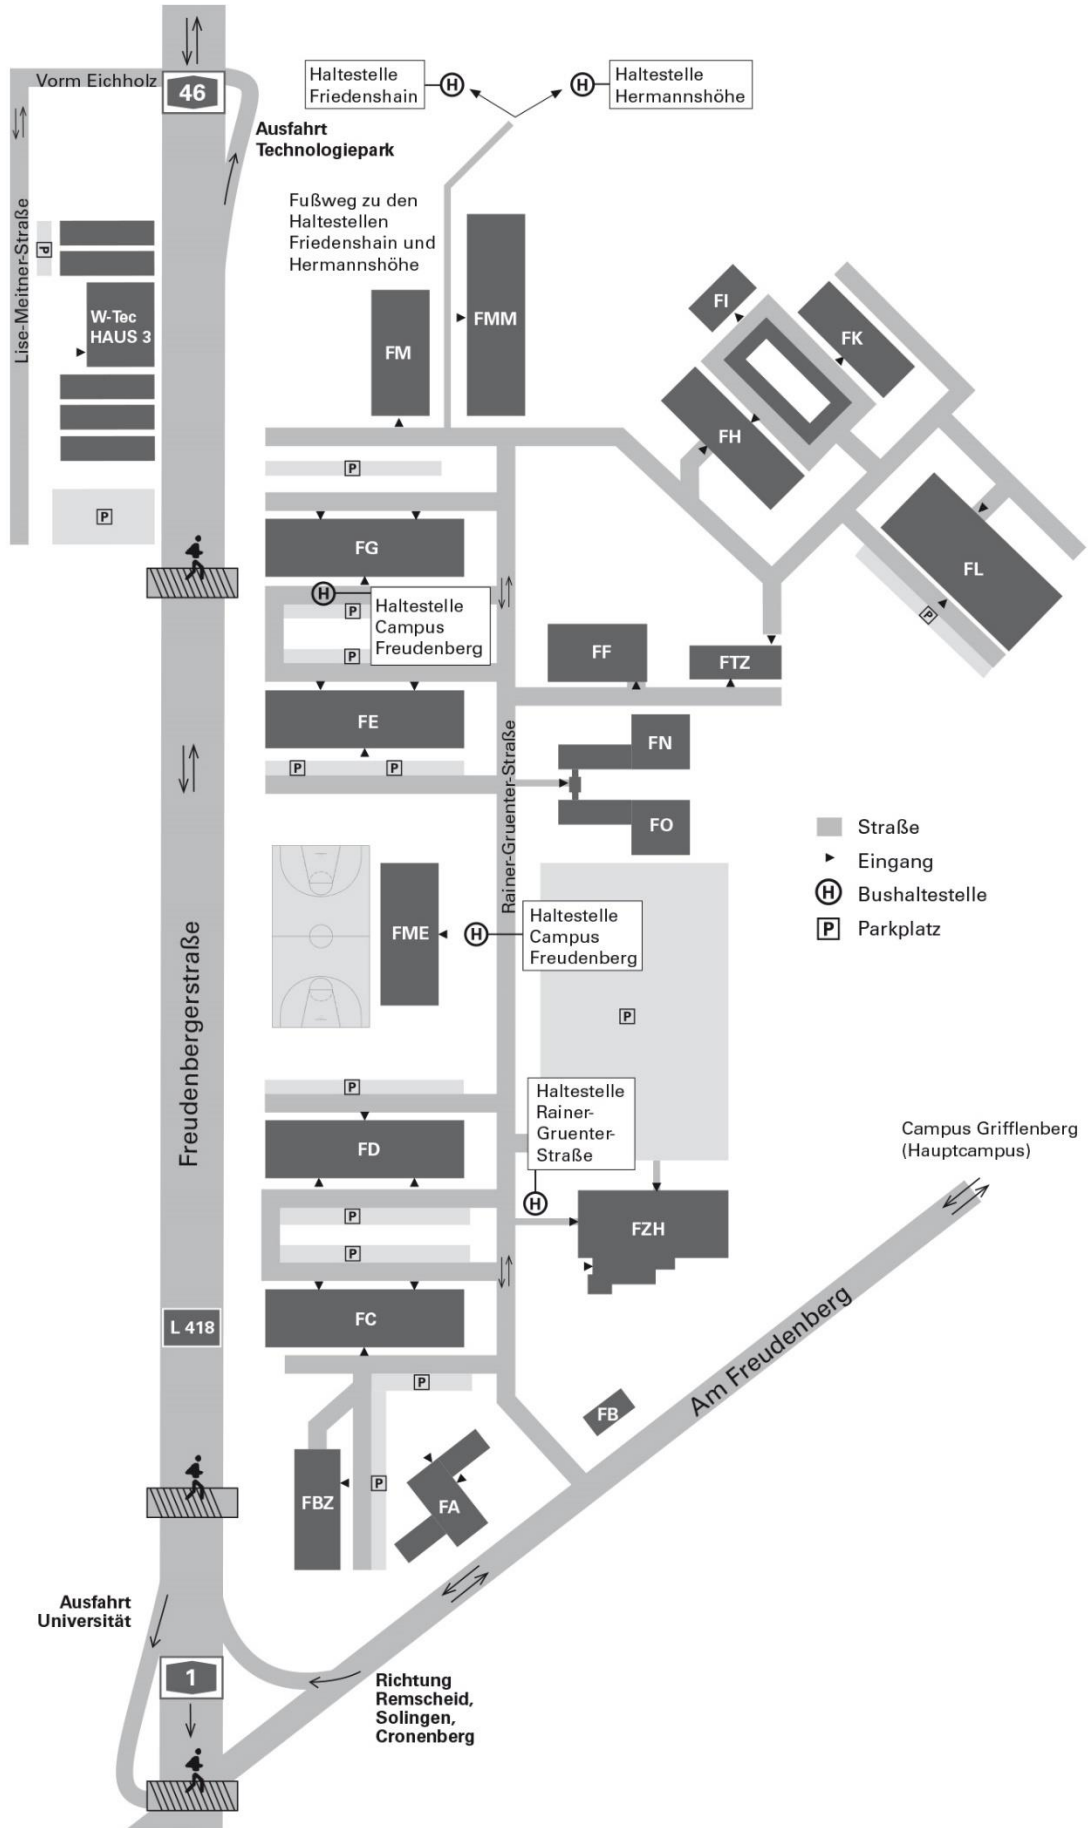 Vorm Eichholz
46
Haltestelle
Friedenshain
H
H
Haltestelle
Hermannshöhe
Ausfahrt
Technologiepark
Fußweg zu den
Haltestellen
Friedenshain und
Hermannshöhe
Lise-Meitner-Straße
P
W-Tec
HAUS 3
P
FM
FMM
FI
FK
FH
FL
P
P
FG
H
P
Haltestelle
Campus
Freudenberg
P
FE
P
P
FF
FTZ
FN
FO
Rainer-Gruenter-Straße
Straße
Eingang
H
Bushaltestelle
P
Parkplatz
Freudenbergerstraße
FME
H
Haltestelle
Campus
Freudenberg
P
P
FD
Haltestelle
Rainer-
Gruenter-
Straße
H
P
P
FZH
Campus Grifflenberg
(Hauptcampus)
L 418
FC
P
Am Freudenberg
FB
FBZ
P
FA
Ausfahrt
Universität
1
Richtung
Remscheid,
Solingen,
Cronenberg